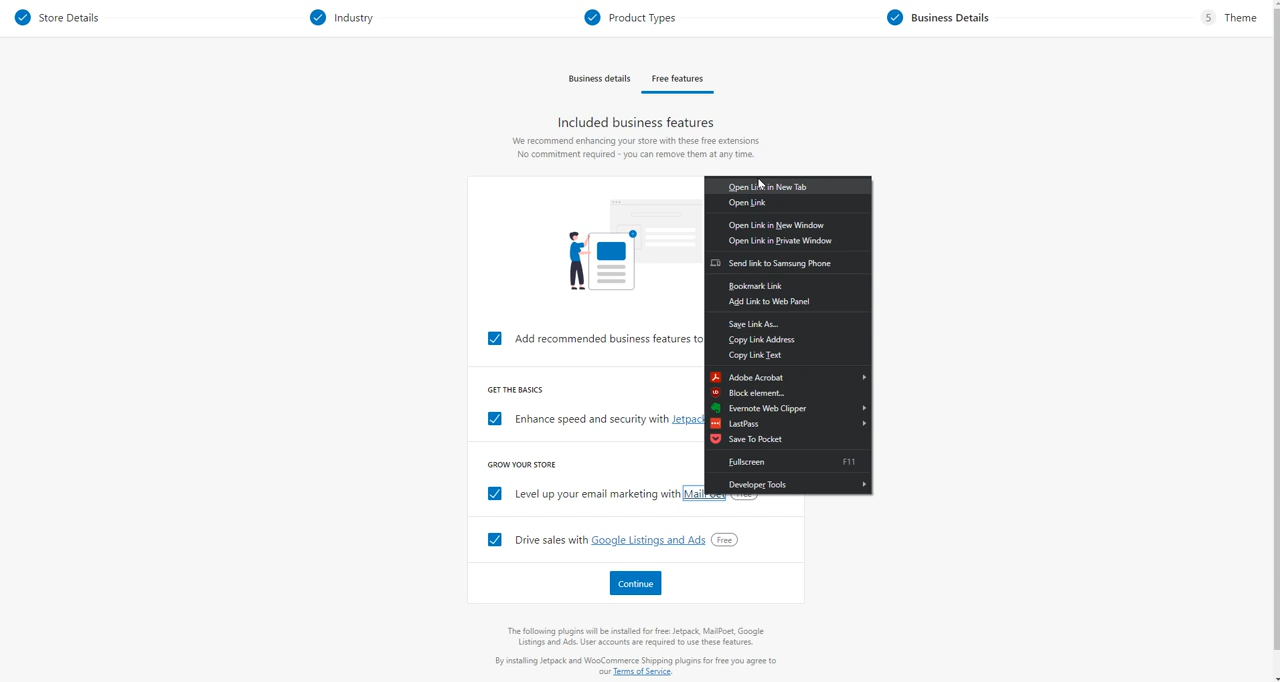 Store Details
Industry
Product Types
Business Details
5 Theme
Business details
Free features
Included business features
We recommend enhancing your store with these free extensions
No commitment required - you can remove them at any time.
Open Link in New Tab
Open Link
Open Link in New Window
Open Link in Private Window
Send link to Samsung Phone
Bookmark Link
Add Link to Web Panel
Save Link As...
Copy Link Address
Copy Link Text
Adobe Acrobat
Block element...
Evernote Web Clipper
LastPass
Save To Pocket
Fullscreen F11
Developer Tools
Add recommended business features to
GET THE BASICS
Enhance speed and security with Jetpack
GROW YOUR STORE
Level up your email marketing with MailPoet Free
Drive sales with Google Listings and Ads Free
Continue
The following plugins will be installed for free: Jetpack, MailPoet, Google
Listings and Ads. User accounts are required to use these features.
By installing Jetpack and WooCommerce Shipping plugins for free you agree to
our Terms of Service.